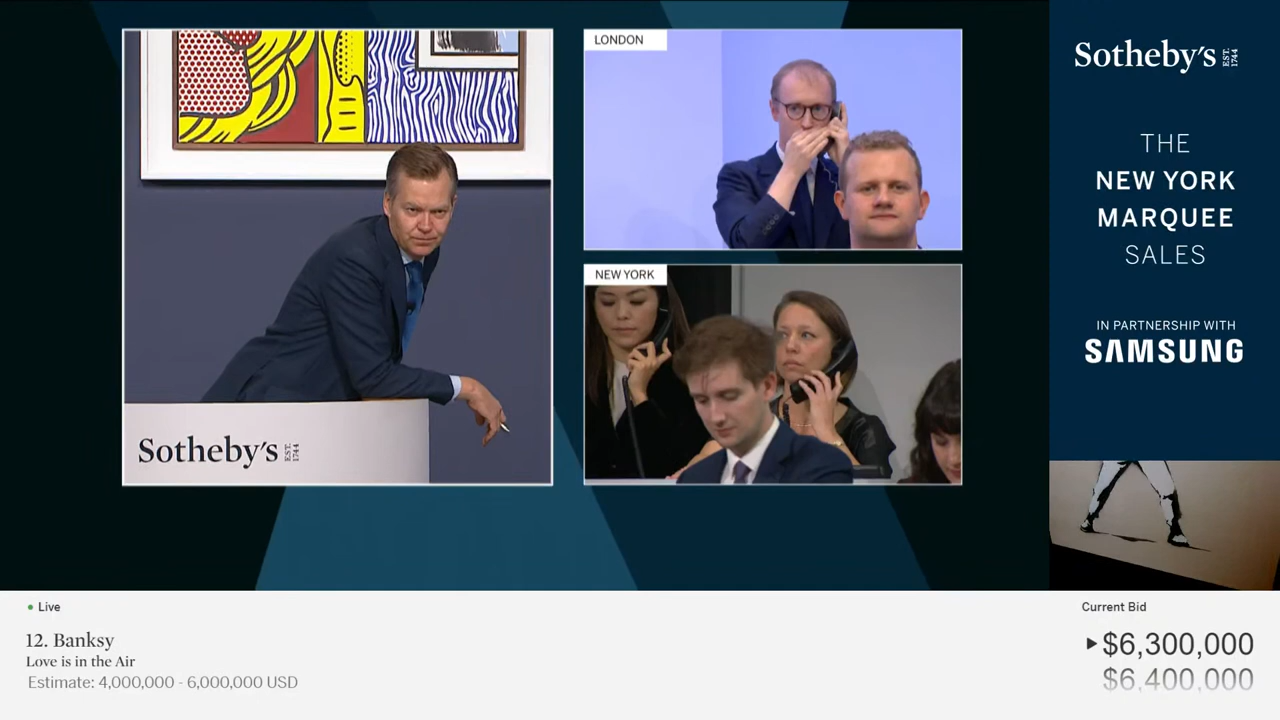 LONDON
NEW YORK
Sotheby's EST. 1744
Sotheby's EST. 1744
THE
NEW YORK
MARQUEE
SALES
IN PARTNERSHIP WITH
SAMSUNG
Live
12. Banksy
Love is in the Air
Estimate: 4,000,000 - 6,000,000 USD
Current Bid
$6,300,000
$6,400,000